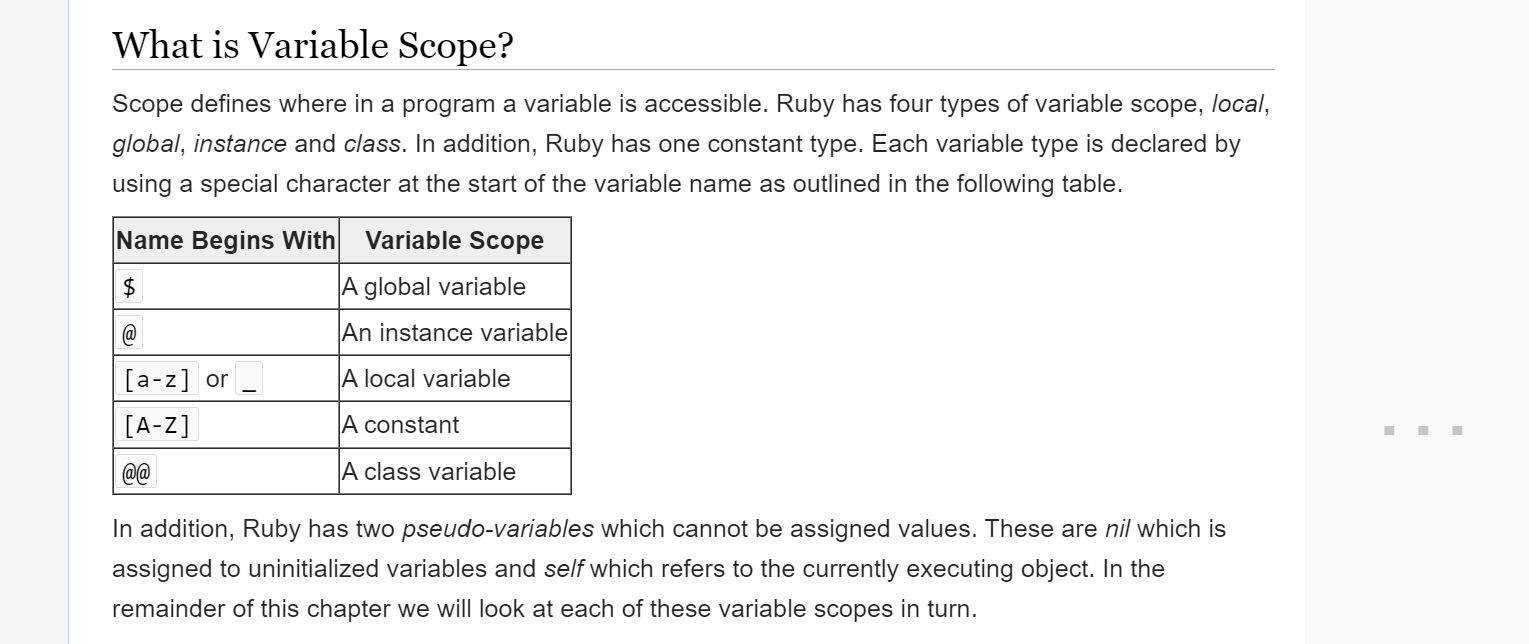 What is Variable Scope?
Scope defines where in a program a variable is accessible. Ruby has four types of variable scope, local,
global, instance and class. In addition, Ruby has one constant type. Each variable type is declared by
using a special character at the start of the variable name as outlined in the following table.
Name Begins With Variable Scope
$ A global variable
@ An instance variable
[a-z] or _ A local variable
[A-Z] A constant
@@ A class variable
In addition, Ruby has two pseudo-variables which cannot be assigned values. These are nil which is
assigned to uninitialized variables and self which refers to the currently executing object. In the
remainder of this chapter we will look at each of these variable scopes in turn.